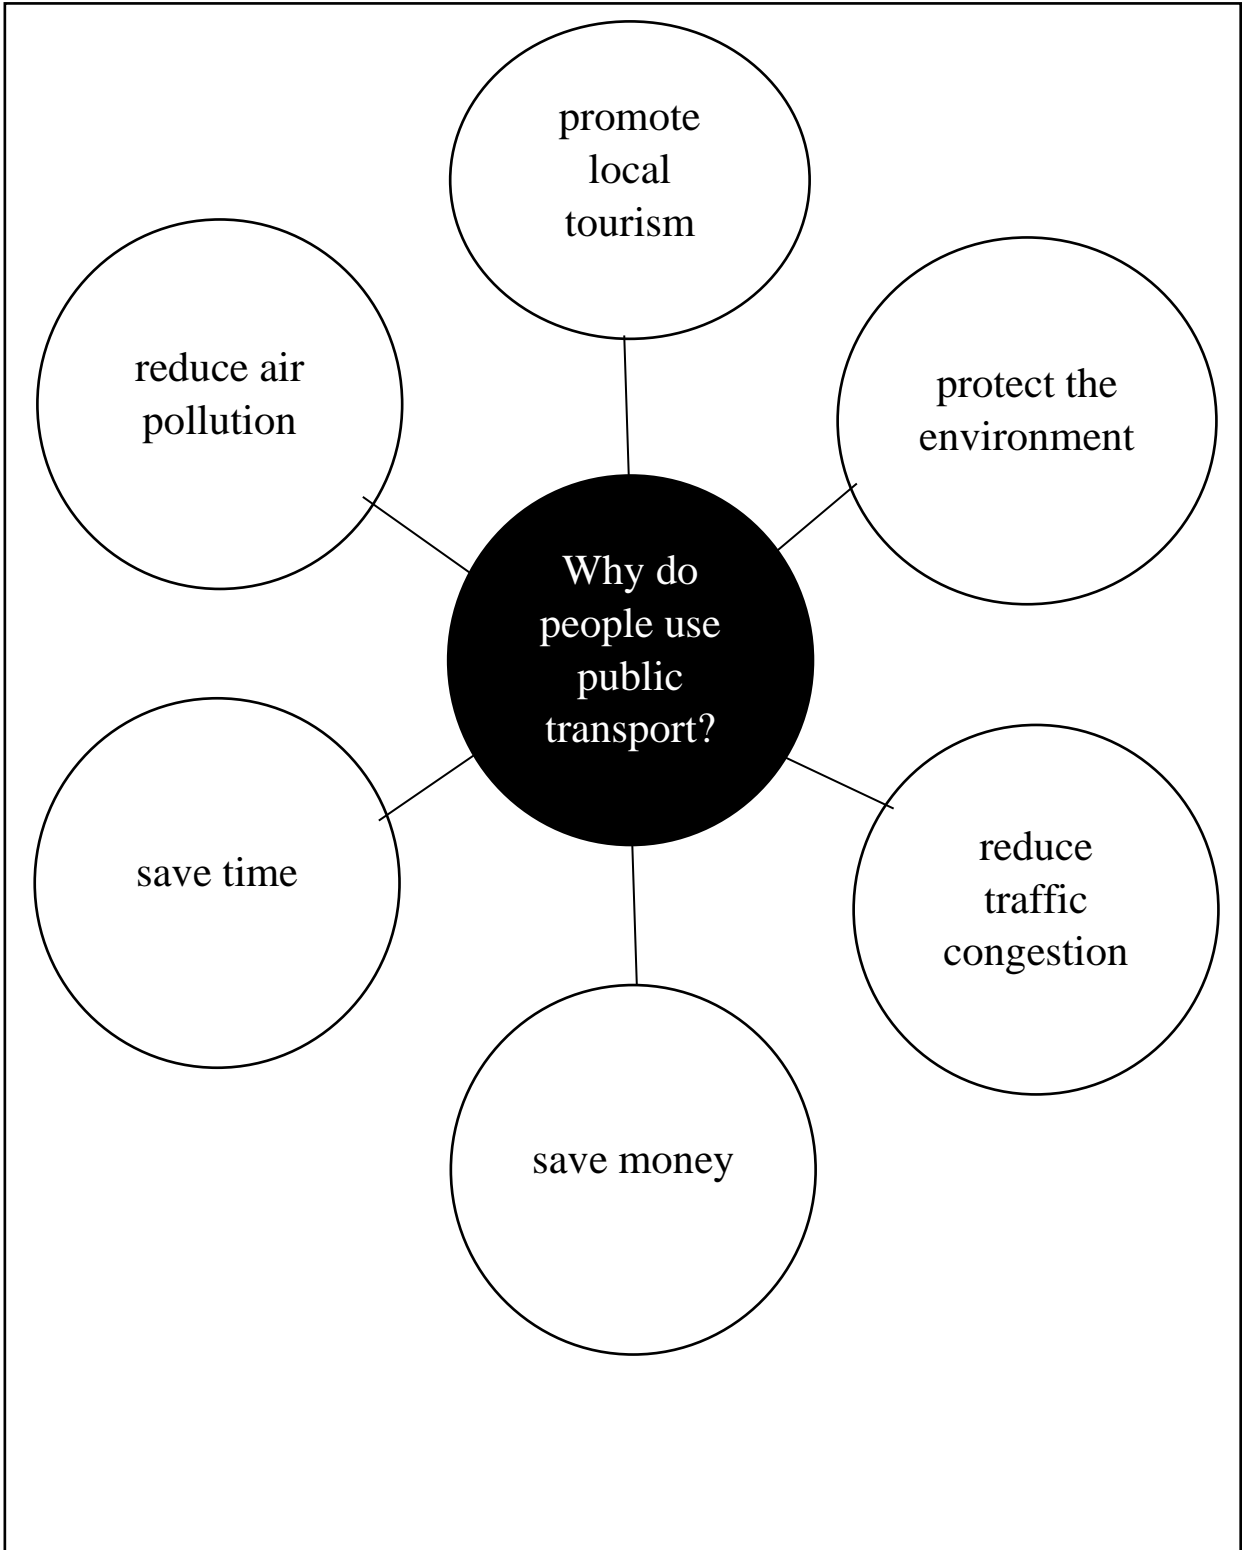 promote
local
tourism
reduce air
pollution
protect the
environment
Why do
people use
public
transport?
save time
reduce
traffic
congestion
save money